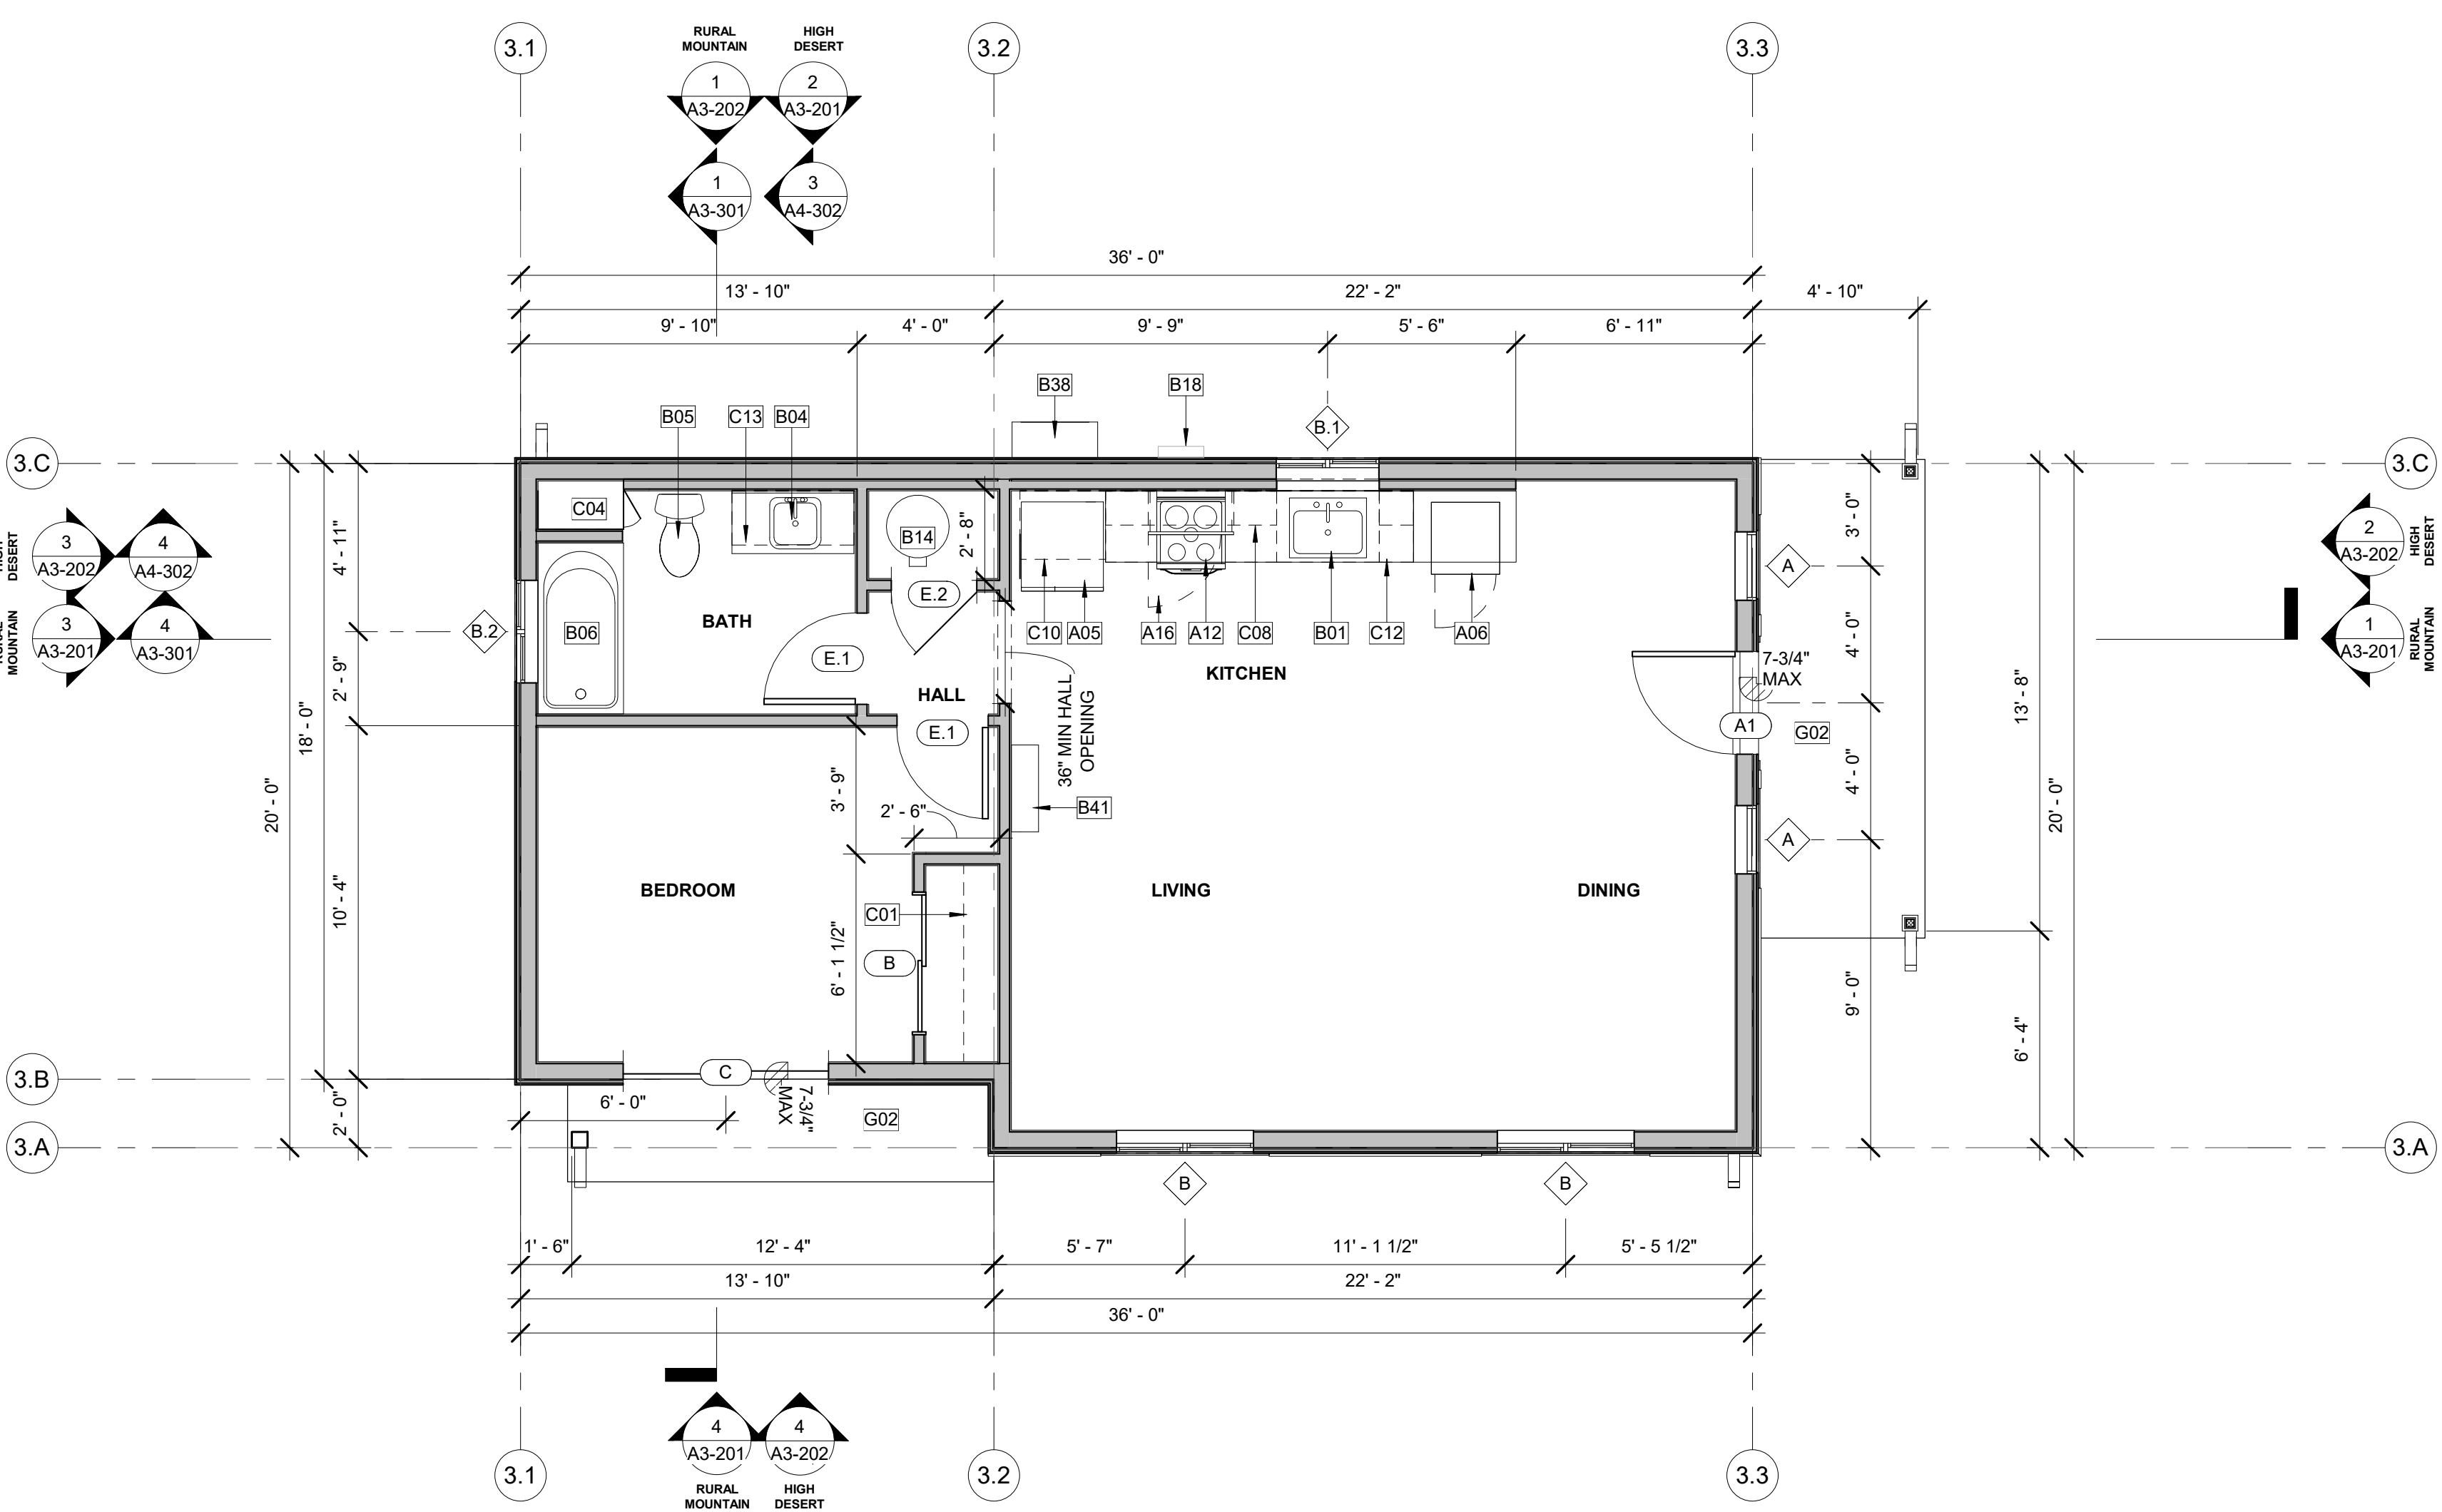 3.1
3.2
3.3
RURAL
MOUNTAIN
HIGH
DESERT
1
A3-202
2
A3-201
1
A3-301
3
A4-302
36' - 0"
13' - 10"
22' - 2"
4' - 10"
9' - 10"
4' - 0"
9' - 9"
5' - 6"
6' - 11"
B38
B18
B05
C13
B04
B.1
3.C
3.C
C04
B14
2' - 8"
3' - 0"
4' - 11"
3
A3-202
4
A4-302
DESERT
2
A3-202
HIGH
DESERT
A
E.2
BATH
B.2
B06
C10
A05
A16
A12
C08
B01
C12
A06
3
A3-201
4
A3-301
MOUNTAIN
1
A3-201
RURAL
MOUNTAIN
4' - 0"
E.1
KITCHEN
7-3/4"
MAX
2' - 9"
HALL
E.1
36" MIN HALL
OPENING
A1
G02
18' - 0"
13' - 8"
20' - 0"
20' - 0"
3' - 9"
2' - 6"
B41
4' - 0"
A
BEDROOM
LIVING
DINING
10' - 4"
C01
6' - 1 1/2"
B
9' - 0"
6' - 4"
3.B
C
7-3/4"
MAX
6' - 0"
G02
2' - 0"
3.A
3.A
B
B
1' - 6"
12' - 4"
5' - 7"
11' - 1 1/2"
5' - 5 1/2"
13' - 10"
22' - 2"
36' - 0"
4
A3-201
4
A3-202
RURAL
MOUNTAIN
HIGH
DESERT
3.1
3.2
3.3